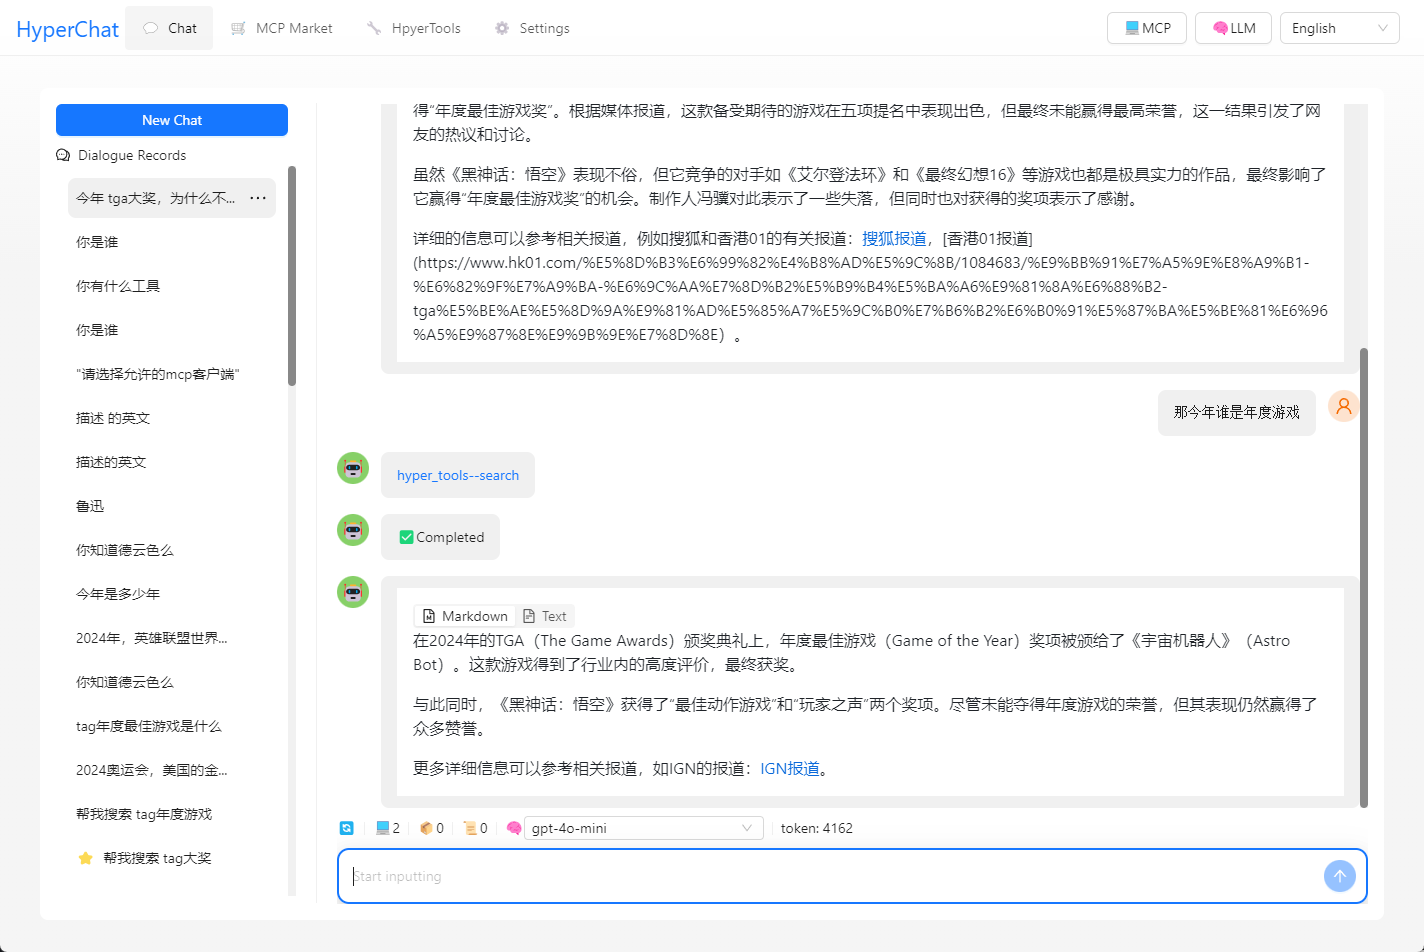 HyperChat
Chat
MCP Market
HpyerTools
Settings
MCP
LLM
English
New Chat
Dialogue Records
今年 tga大奖，为什么不...
你是谁
你有什么工具
你是谁
"请选择允许的mcp客户端"
描述 的英文
描述的英文
鲁迅
你知道德云色么
今年是多少年
2024年，英雄联盟世界...
你知道德云色么
tag年度最佳游戏是什么
2024奥运会，美国的金...
帮我搜索 tag年度游戏
帮我搜索 tag大奖
得“年度最佳游戏奖”。根据媒体报道，这款备受期待的游戏在五项提名中表现出色，但最终未能赢得最高荣誉，这一结果引发了网
友的热议和讨论。
虽然《黑神话：悟空》表现不俗，但它竞争的对手如《艾尔登法环》和《最终幻想16》等游戏也都是极具实力的作品，最终影响了
它赢得“年度最佳游戏奖”的机会。制作人冯骥对此表示了一些失落，但同时也对获得的奖项表示了感谢。
详细的信息可以参考相关报道，例如搜狐和香港01的有关报道：搜狐报道，[香港01报道]
(https://www.hk01.com/%E5%8D%B3%E6%99%82%E4%B8%AD%E5%9C%8B/1084683/%E9%BB%91%E7%A5%9E%E8%A9%B1-
%E6%82%9F%E7%A9%BA-%E6%9C%AA%E7%8D%B2%E5%B9%B4%E5%BA%A6%E9%81%8A%E6%88%B2-
tga%E5%BE%AE%E5%8D%9A%E9%81%AD%E5%85%A7%E5%9C%B0%E7%B6%B2%E6%B0%91%E5%87%BA%E5%BE%81%E6%96
%A5%E9%87%8E%E9%9B%9E%E7%8D%8E）。
那今年谁是年度游戏
hyper_tools--search
Completed
Markdown
Text
在2024年的TGA（The Game Awards）颁奖典礼上，年度最佳游戏（Game of the Year）奖项被颁给了《宇宙机器人》（Astro
Bot）。这款游戏得到了行业内的高度评价，最终获奖。
与此同时，《黑神话：悟空》获得了“最佳动作游戏”和“玩家之声”两个奖项。尽管未能夺得年度游戏的荣誉，但其表现仍然赢得了
众多赞誉。
更多详细信息可以参考相关报道，如IGN的报道：IGN报道。
2
0
0
gpt-4o-mini
token: 4162
Start inputting